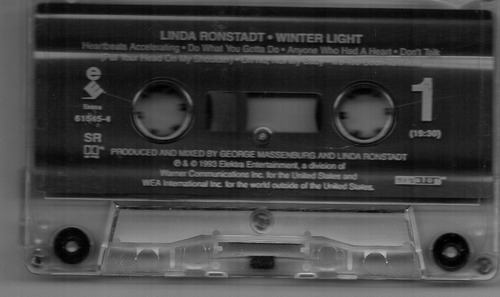 LINDA RONSTADT • WINTER LIGHT
Heartbeats Accelerating • Do What You Gotta Do • Anyone Who Had A Heart • Don't Talk
Your Head On My Shoulder)
e
61545-4
SR
1
(19:30)
PRODUCED AND MIXED BY GEORGE MASSENBURG AND LINDA RONSTADT
℗ & © 1993 Elektra Entertainment, a division of
Warner Communications Inc. for the United States and
WEA International Inc. for the world outside of the United States.